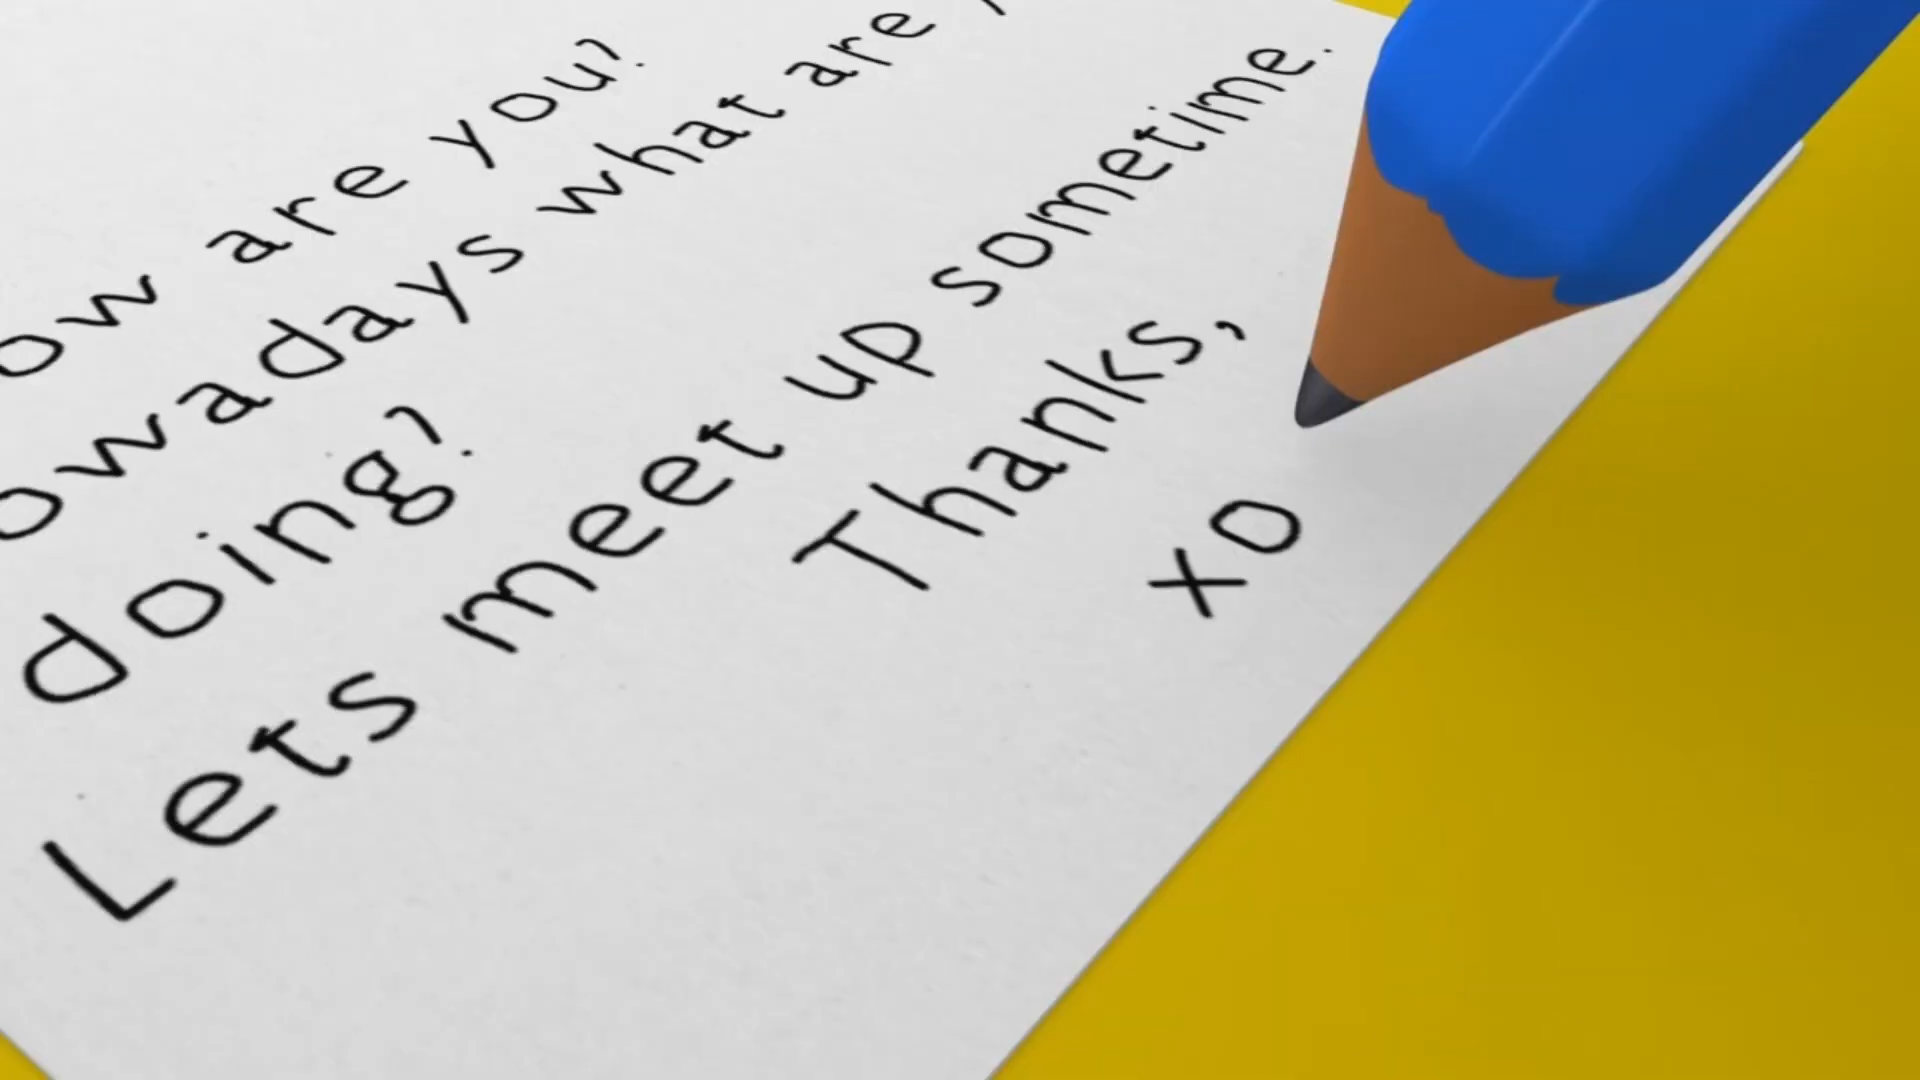 ow are you?
owadays what are
doing?
Lets meet up sometime.
Thanks,
xo